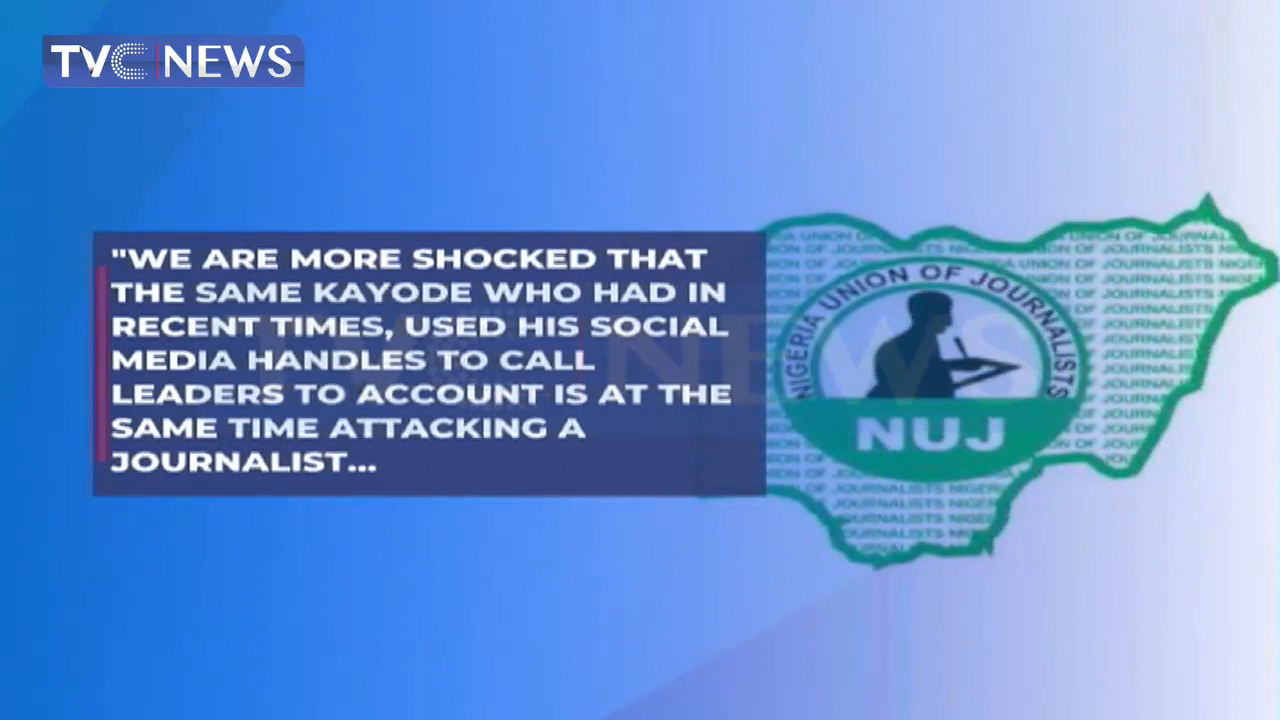 TVC NEWS
"WE ARE MORE SHOCKED THAT
THE SAME KAYODE WHO HAD IN
RECENT TIMES, USED HIS SOCIAL
MEDIA HANDLES TO CALL
LEADERS TO ACCOUNT IS AT THE
SAME TIME ATTACKING A
JOURNALIST...
NIGERIA UNION OF JOURNALISTS
NUJ